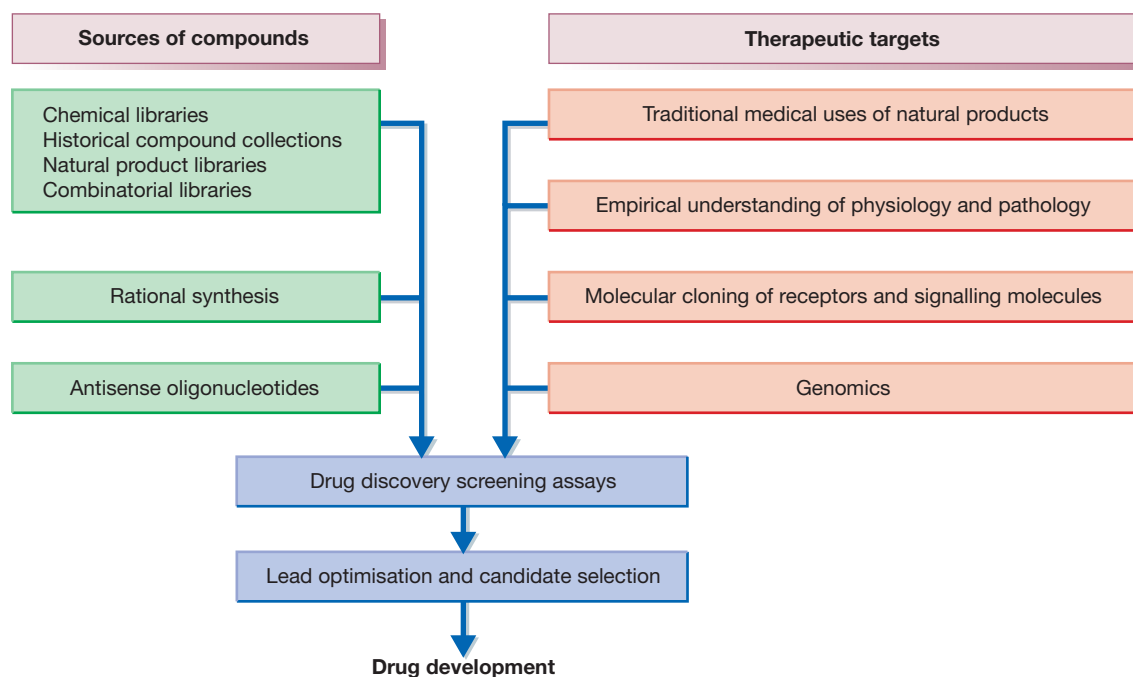 Sources of compounds
Chemical libraries
Historical compound collections
Natural product libraries
Combinatorial libraries
Rational synthesis
Antisense oligonucleotides
Therapeutic targets
Traditional medical uses of natural products
Empirical understanding of physiology and pathology
Molecular cloning of receptors and signalling molecules
Genomics
Drug discovery screening assays
Lead optimisation and candidate selection
Drug development